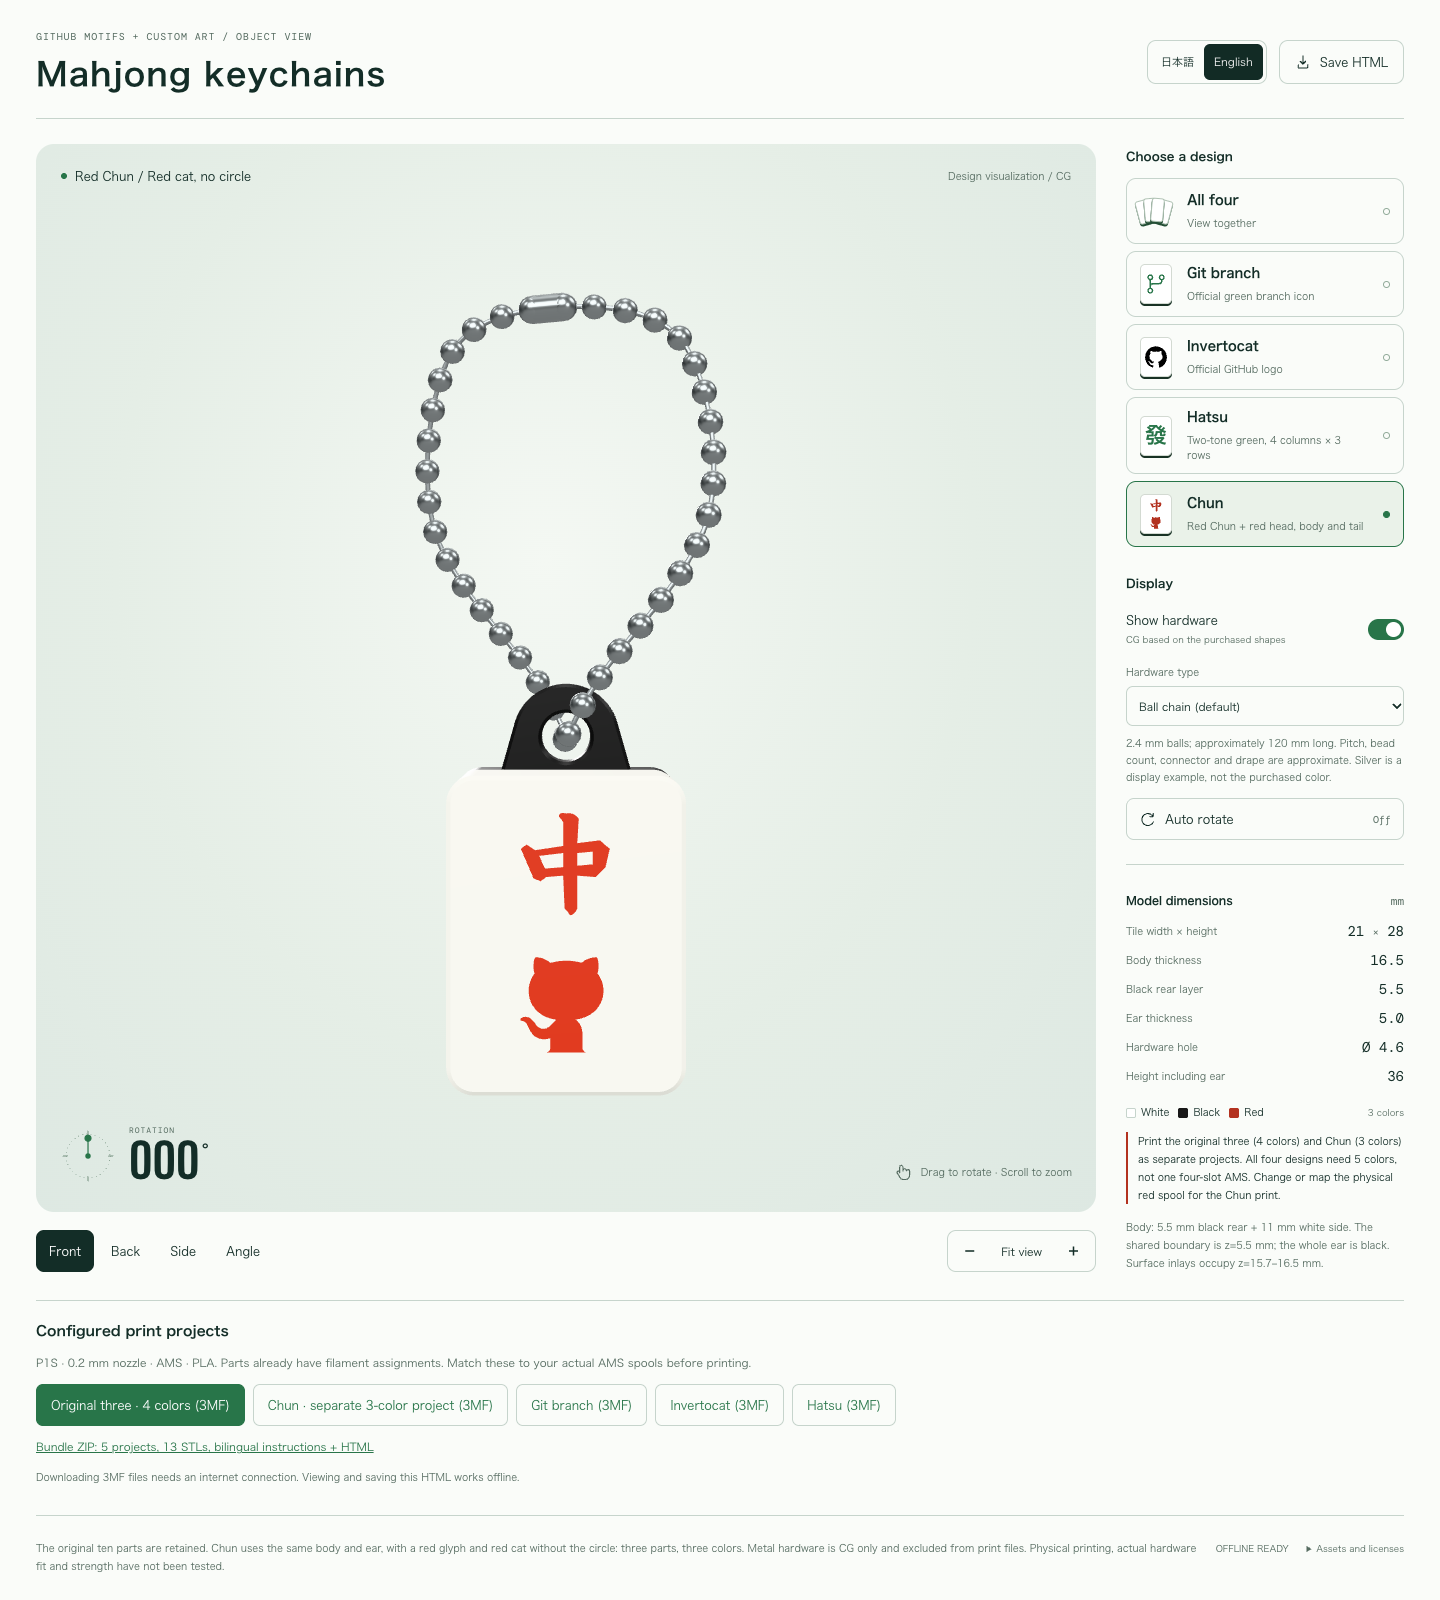 GITHUB MOTIFS + CUSTOM ART / OBJECT VIEW
Mahjong keychains
日本語
English
Save HTML
Red Chun / Red cat, no circle
Design visualization / CG
中
ROTATION
000°
Drag to rotate · Scroll to zoom
Front
Back
Side
Angle
−
Fit view
+
Choose a design
All four
View together
Git branch
Official green branch icon
Invertocat
Official GitHub logo
發
Hatsu
Two-tone green, 4 columns × 3
rows
中
Chun
Red Chun + red head, body and tail
Display
Show hardware
CG based on the purchased shapes
Hardware type
Ball chain (default)
2.4 mm balls; approximately 120 mm long. Pitch, bead
count, connector and drape are approximate. Silver is a
display example, not the purchased color.
Auto rotate
Off
Model dimensions
mm
Tile width × height
21 × 28
Body thickness
16.5
Black rear layer
5.5
Ear thickness
5.0
Hardware hole
Ø 4.6
Height including ear
36
White
Black
Red
3 colors
Print the original three (4 colors) and Chun (3 colors)
as separate projects. All four designs need 5 colors,
not one four-slot AMS. Change or map the physical
red spool for the Chun print.
Body: 5.5 mm black rear + 11 mm white side. The
shared boundary is z=5.5 mm; the whole ear is black.
Surface inlays occupy z=15.7–16.5 mm.
Configured print projects
P1S · 0.2 mm nozzle · AMS · PLA. Parts already have filament assignments. Match these to your actual AMS spools before printing.
Original three · 4 colors (3MF)
Chun · separate 3-color project (3MF)
Git branch (3MF)
Invertocat (3MF)
Hatsu (3MF)
Bundle ZIP: 5 projects, 13 STLs, bilingual instructions + HTML
Downloading 3MF files needs an internet connection. Viewing and saving this HTML works offline.
The original ten parts are retained. Chun uses the same body and ear, with a red glyph and red cat without the circle: three parts, three colors. Metal hardware is CG only and excluded from print files. Physical printing, actual hardware
fit and strength have not been tested.
OFFLINE READY
Assets and licenses